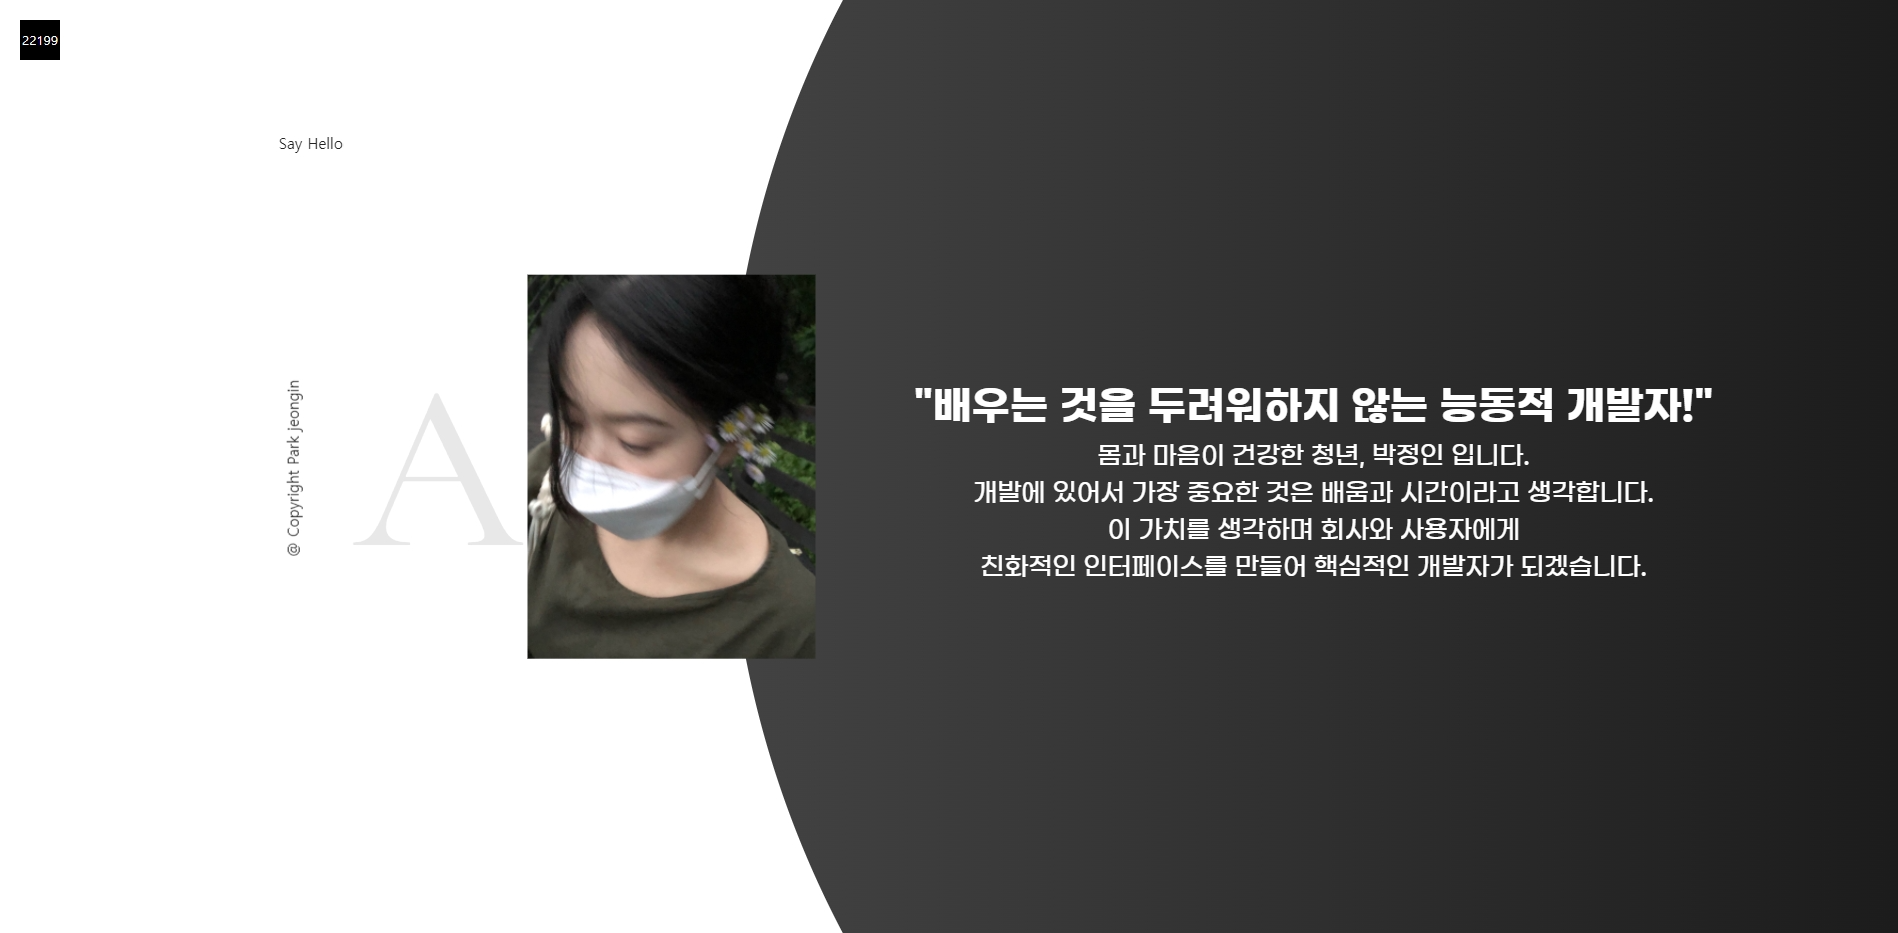 22199
Say Hello
@ Copyright Park jeongin
A
"배우는 것을 두려워하지 않는 능동적 개발자!"
몸과 마음이 건강한 청년, 박정인 입니다.
개발에 있어서 가장 중요한 것은 배움과 시간이라고 생각합니다.
이 가치를 생각하며 회사와 사용자에게
친화적인 인터페이스를 만들어 핵심적인 개발자가 되겠습니다.